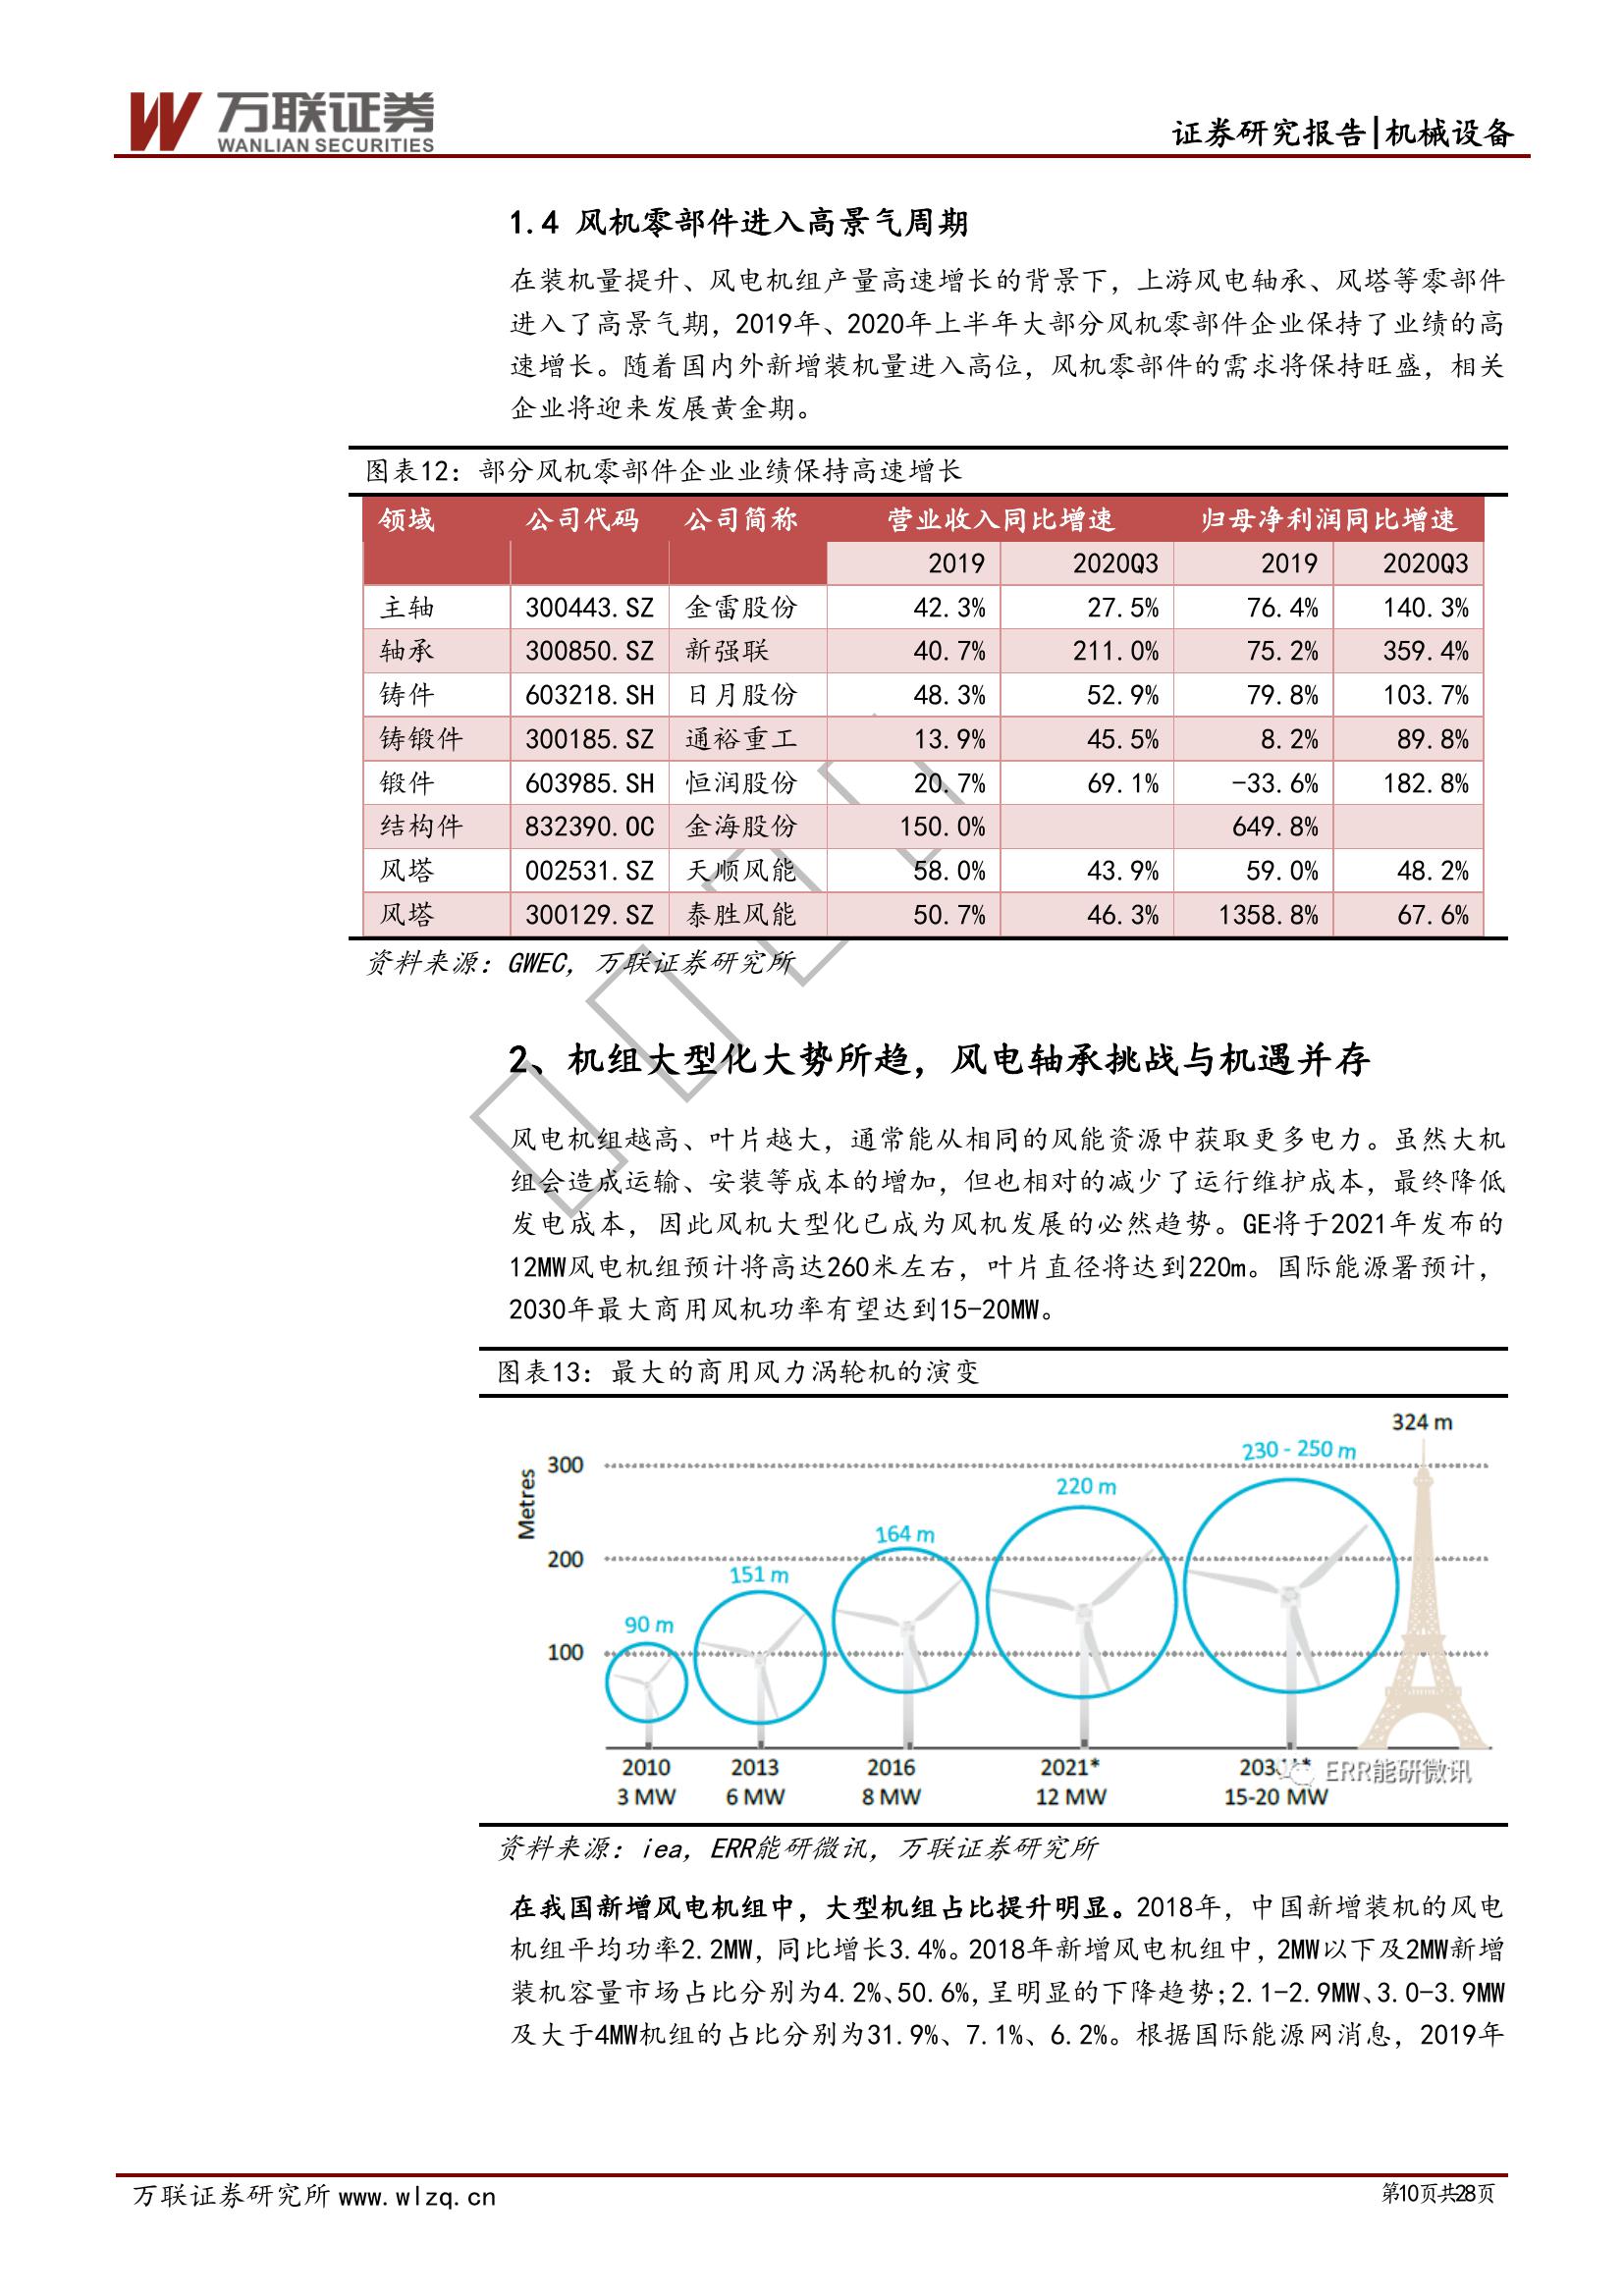 万联证券
WANLIAN SECURITIES
证券研究报告|机械设备
1.4 风机零部件进入高景气周期
在装机量提升、风电机组产量高速增长的背景下，上游风电轴承、风塔等零部件
进入了高景气期，2019年、2020年上半年大部分风机零部件企业保持了业绩的高
速增长。随着国内外新增装机量进入高位，风机零部件的需求将保持旺盛，相关
企业将迎来发展黄金期。
图表12：部分风机零部件企业业绩保持高速增长
领域 公司代码 公司简称 营业收入同比增速 归母净利润同比增速
2019 2020Q3 2019 2020Q3
主轴 300443.SZ 金雷股份 42.3% 27.5% 76.4% 140.3%
轴承 300850.SZ 新强联 40.7% 211.0% 75.2% 359.4%
铸件 603218.SH 日月股份 48.3% 52.9% 79.8% 103.7%
铸锻件 300185.SZ 通裕重工 13.9% 45.5% 8.2% 89.8%
锻件 603985.SH 恒润股份 20.7% 69.1% -33.6% 182.8%
结构件 832390.OC 金海股份 150.0% 649.8%
风塔 002531.SZ 天顺风能 58.0% 43.9% 59.0% 48.2%
风塔 300129.SZ 泰胜风能 50.7% 46.3% 1358.8% 67.6%
资料来源：GWEC，万联证券研究所
2、机组大型化大势所趋，风电轴承挑战与机遇并存
风电机组越高、叶片越大，通常能从相同的风能资源中获取更多电力。虽然大机
组会造成运输、安装等成本的增加，但也相对的减少了运行维护成本，最终降低
发电成本，因此风机大型化已成为风机发展的必然趋势。GE将于2021年发布的
12MW风电机组预计将高达260米左右，叶片直径将达到220m。国际能源署预计，
2030年最大商用风机功率有望达到15-20MW。
图表13：最大的商用风力涡轮机的演变
324 m
230 - 250 m
300
Metres
220 m
164 m
200
151 m
90 m
100
2010 2013 2016 2021*
3 MW 6 MW 8 MW 12 MW 15-20 MW
ERR能研微讯
资料来源：iea，ERR能研微讯，万联证券研究所
在我国新增风电机组中，大型机组占比提升明显。2018年，中国新增装机的风电
机组平均功率2.2MW，同比增长3.4%。2018年新增风电机组中，2MW以下及2MW新增
装机容量市场占比分别为4.2%、50.6%，呈明显的下降趋势；2.1-2.9MW、3.0-3.9MW
及大于4MW机组的占比分别为31.9%、7.1%、6.2%。根据国际能源网消息，2019年
万联证券研究所 www.wlzq.cn 第10页共28页